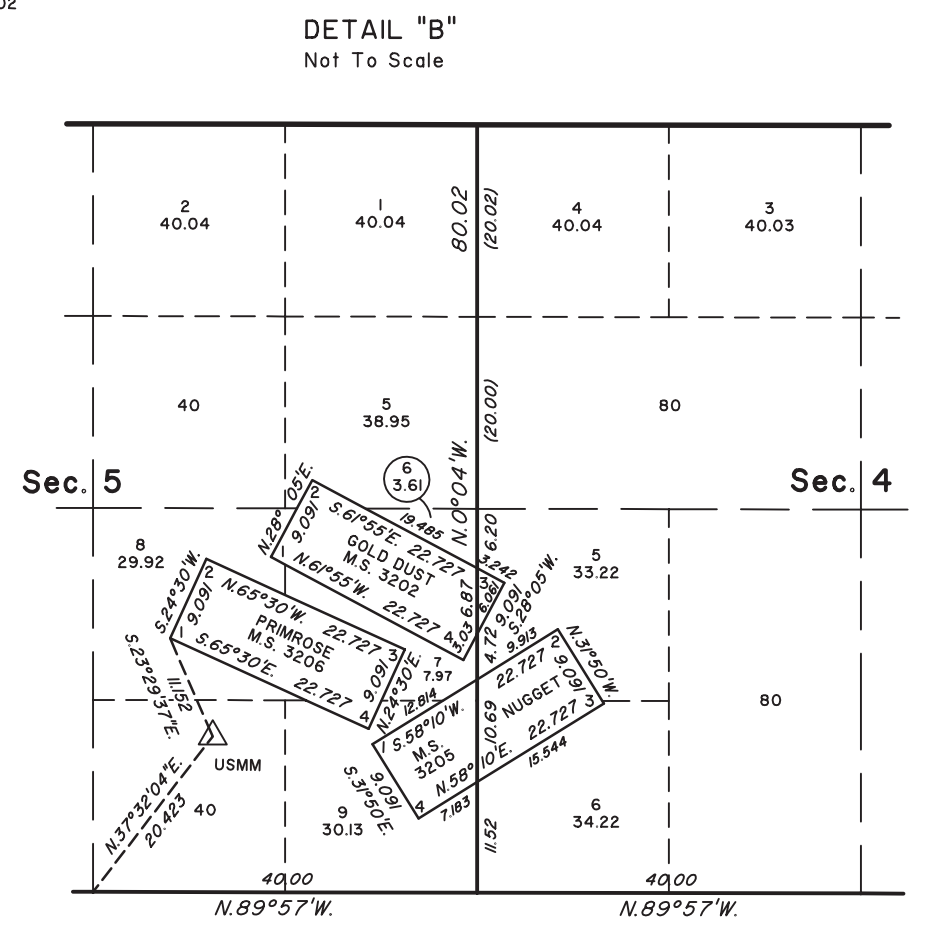 02
DETAIL "B"
Not To Scale
2
40.04
1
40.04
80.02
(20.02)
4
40.04
3
40.03
40
5
38.95
(20.00)
80
N.0°04'W.
Sec. 5
Sec. 4
6
3.61
N.28°05'E.
2
9.091
1
S.61°55'E. 22.727
19.485
GOLD DUST
M.S. 3202
N.61°55'W. 22.727
3.242
3
6.061
4
3.03
6.87
6.20
4.72
9.091
S.28°05'W.
5
33.22
8
29.92
S.24°30'W.
2
9.091
1
N.65°30'W. 22.727
PRIMROSE
M.S. 3206
S.65°30'E. 22.727
3
9.091
4
N.24°30'E.
7
7.97
12.814
9.913
S.58°10'W. 22.727
2
N.31°50'W.
9.091
3
NUGGET
M.S.
3205
N.58°10'E. 22.727
10.69
15.544
1
4
9.091
S.31°50'E.
7.183
S.23°29'37"E.
11.152
USMM
N.37°32'04"E.
20.423
40
9
30.13
11.52
6
34.22
80
40.00
40.00
N.89°57'W.
N.89°57'W.